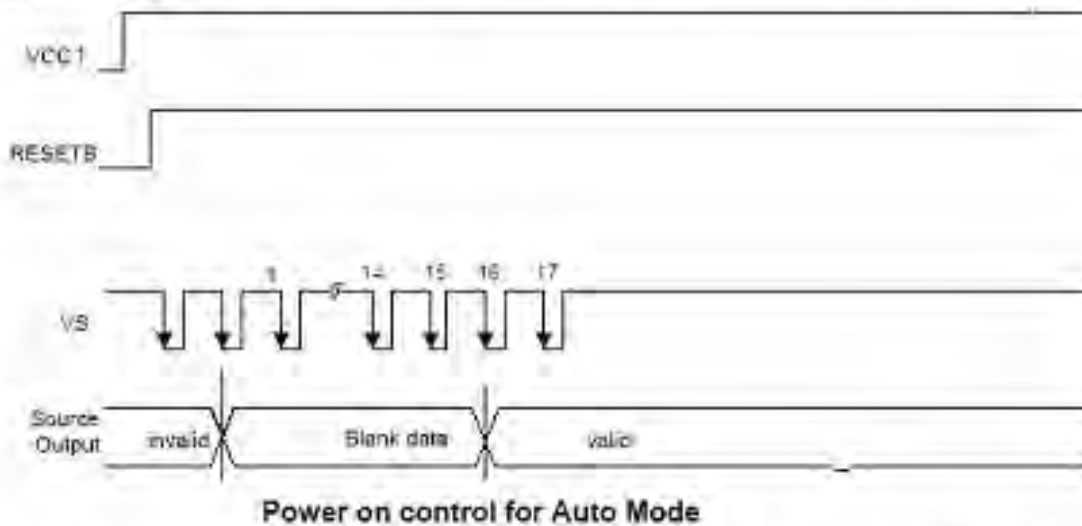 VCC1
RESETB
1 14 15 16 17
VS
Source
Output
invalid
Blank data
valid
Power on control for Auto Mode